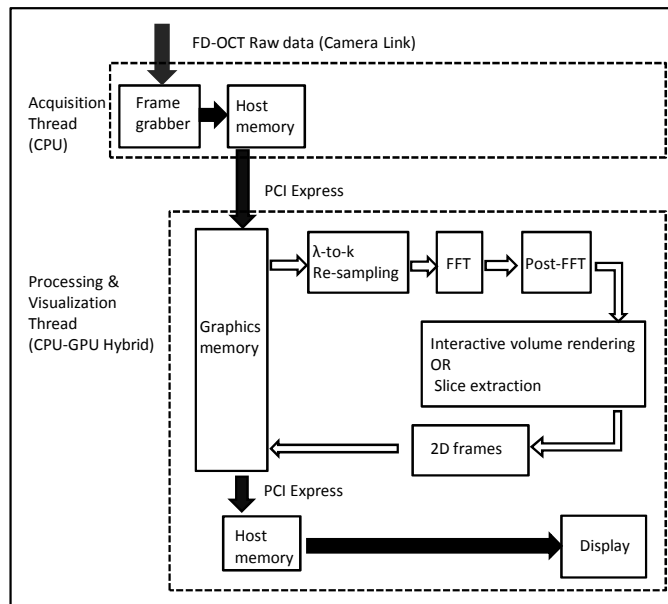 FD-OCT Raw data (Camera Link)
Acquisition
Thread
(CPU)
Frame
grabber
Host
memory
PCI Express
Processing &
Visualization
Thread
(CPU-GPU Hybrid)
Graphics
memory
λ-to-k
Re-sampling
FFT
Post-FFT
Interactive volume rendering
OR
Slice extraction
2D frames
PCI Express
Host
memory
Display